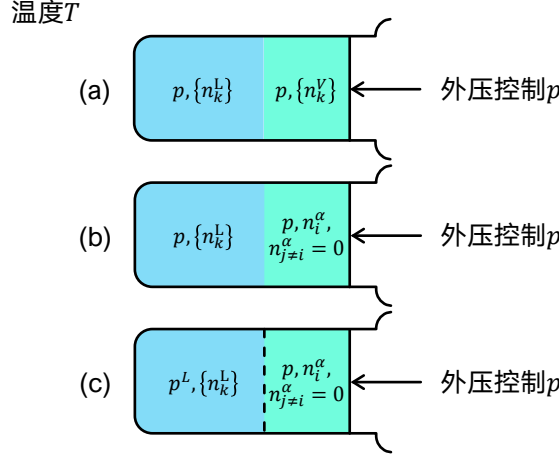 温度T
(a) p, {n_k^L} p, {n_k^V} 外压控制p
(b) p, {n_k^L} p, n_i^α, 外压控制p
n_{j≠i}^α = 0
(c) p^L, {n_k^L} p, n_i^α, 外压控制p
n_{j≠i}^α = 0